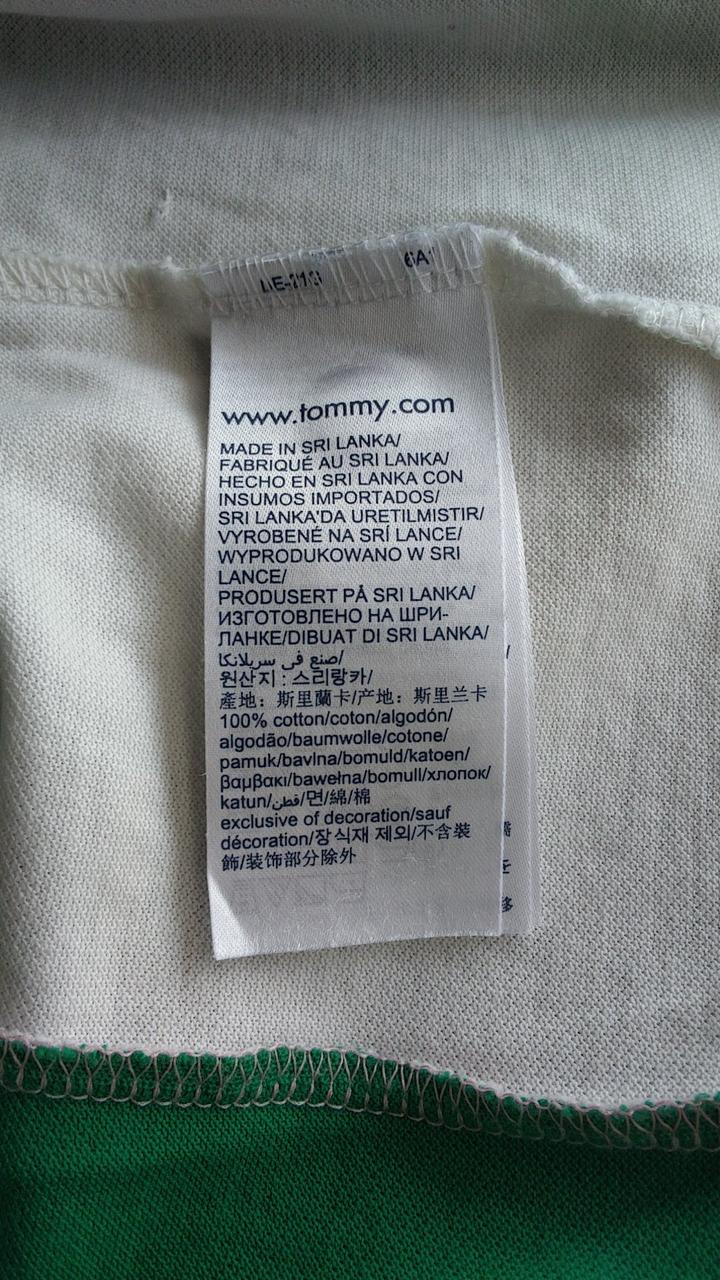 www.tommy.com
MADE IN SRI LANKA/
FABRIQUÉ AU SRI LANKA/
HECHO EN SRI LANKA CON
INSUMOS IMPORTADOS/
SRI LANKA'DA URETILMISTIR/
VYROBENÉ NA SRÍ LANCE/
WYPRODUKOWANO W SRI
LANCE/
PRODUSERT PÅ SRI LANKA/
ИЗГОТОВЛЕНО НА ШРИ-
ЛАНКЕ/DIBUAT DI SRI LANKA/
صنع في سريلانكا/
원산지 : 스리랑카/
產地：斯里蘭卡/产地：斯里兰卡
100% cotton/coton/algodón/
algodão/baumwolle/cotone/
pamuk/bavlna/bomuld/katoen/
βαμβακι/bawełna/bomull/хлопок/
katun/قطن/면/綿/棉
exclusive of decoration/sauf
décoration/장식재 제외/不含裝
飾/装饰部分除外